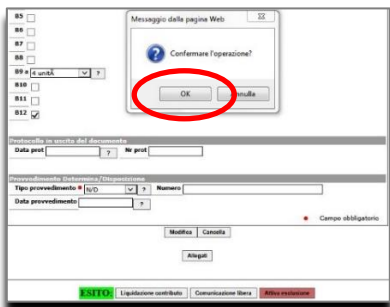 B5
Messaggio dalla pagina Web
B6
B7
Confermare l'operazione?
B8
B9 a 4 unità ?
B10
OK Annulla
B11
B12
Protocollo in uscita del documento
Data prot ? Nr prot
Provvedimento Determina/Disposizione
Tipo provvedimento * N/D ? Numero
Data provvedimento ?
* Campo obbligatorio
Modifica Cancella
Allegati
ESITO: Liquidazione contributo Comunicazione libera Attiva esclusione